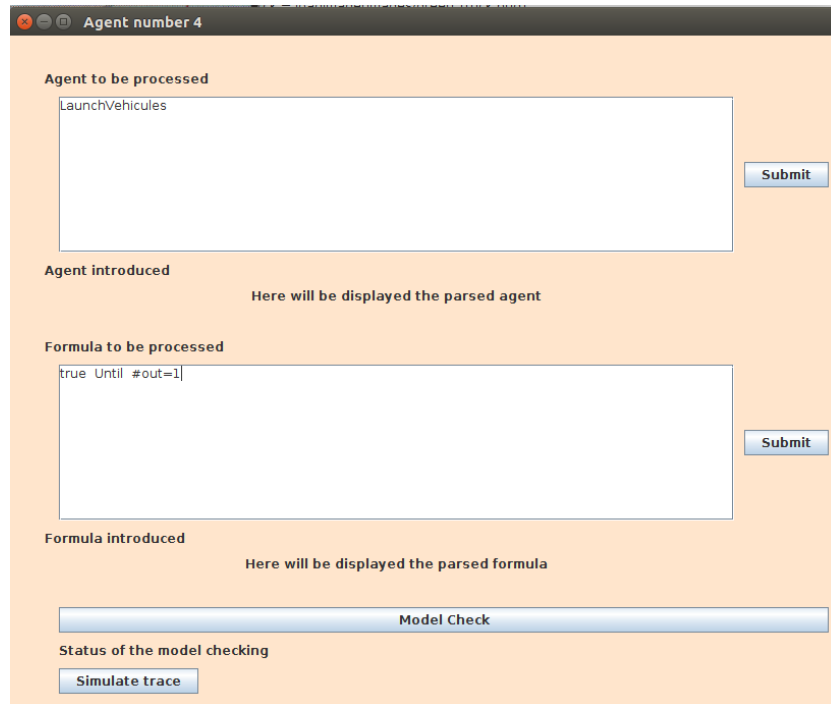 Agent number 4
Agent to be processed
LaunchVehicules
Submit
Agent introduced
Here will be displayed the parsed agent
Formula to be processed
true Until #out=1
Submit
Formula introduced
Here will be displayed the parsed formula
Model Check
Status of the model checking
Simulate trace